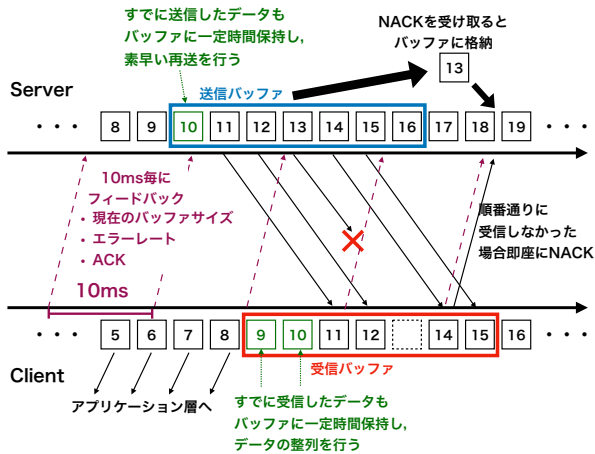 すでに送信したデータも
バッファに一定時間保持し,
素早い再送を行う
NACKを受け取ると
バッファに格納
13
Server
送信バッファ
・・・ 8 9 10 11 12 13 14 15 16 17 18 19 ・・・
10ms毎に
フィードバック
・現在のバッファサイズ
・エラーレート
・ACK
順番通りに
受信しなかった
場合即座にNACK
10ms
・・・ 5 6 7 8 9 10 11 12 14 15 16 ・・・
Client
受信バッファ
アプリケーション層へ
すでに受信したデータも
バッファに一定時間保持し,
データの整列を行う